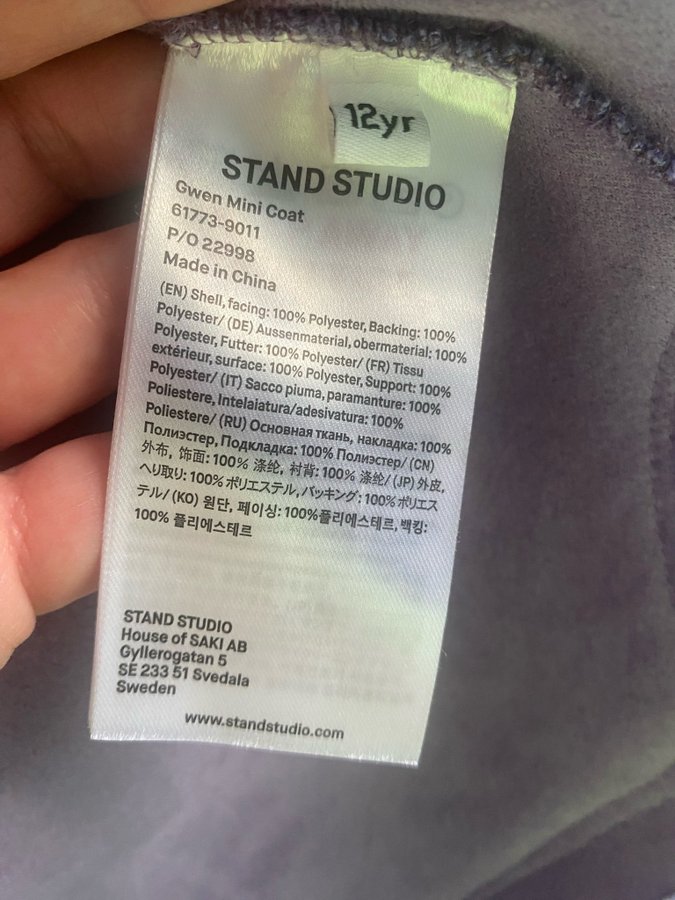 12yr
STAND STUDIO
Gwen Mini Coat
61773-9011
P/O 22998
Made in China
(EN) Shell, facing: 100% Polyester, Backing: 100%
Polyester/ (DE) Aussenmaterial, obermaterial: 100%
Polyester, Futter: 100% Polyester/ (FR) Tissu
extérieur, surface: 100% Polyester, Support: 100%
Polyester/ (IT) Sacco piuma, paramanture: 100%
Poliestere, Intelaiatura/adesivatura: 100%
Poliestere/ (RU) Основная ткань, накладка: 100%
Полиэстер, Подкладка: 100% Полиэстер/ (CN)
外布, 饰面: 100% 涤纶, 衬背: 100% 涤纶/ (JP) 外皮,
へり取り: 100% ポリエステル, バッキング: 100% ポリエス
テル/ (KO) 원단, 페이싱: 100%폴리에스테르, 백킹:
100% 폴리에스테르
STAND STUDIO
House of SAKI AB
Gyllerogatan 5
SE 233 51 Svedala
Sweden
www.standstudio.com